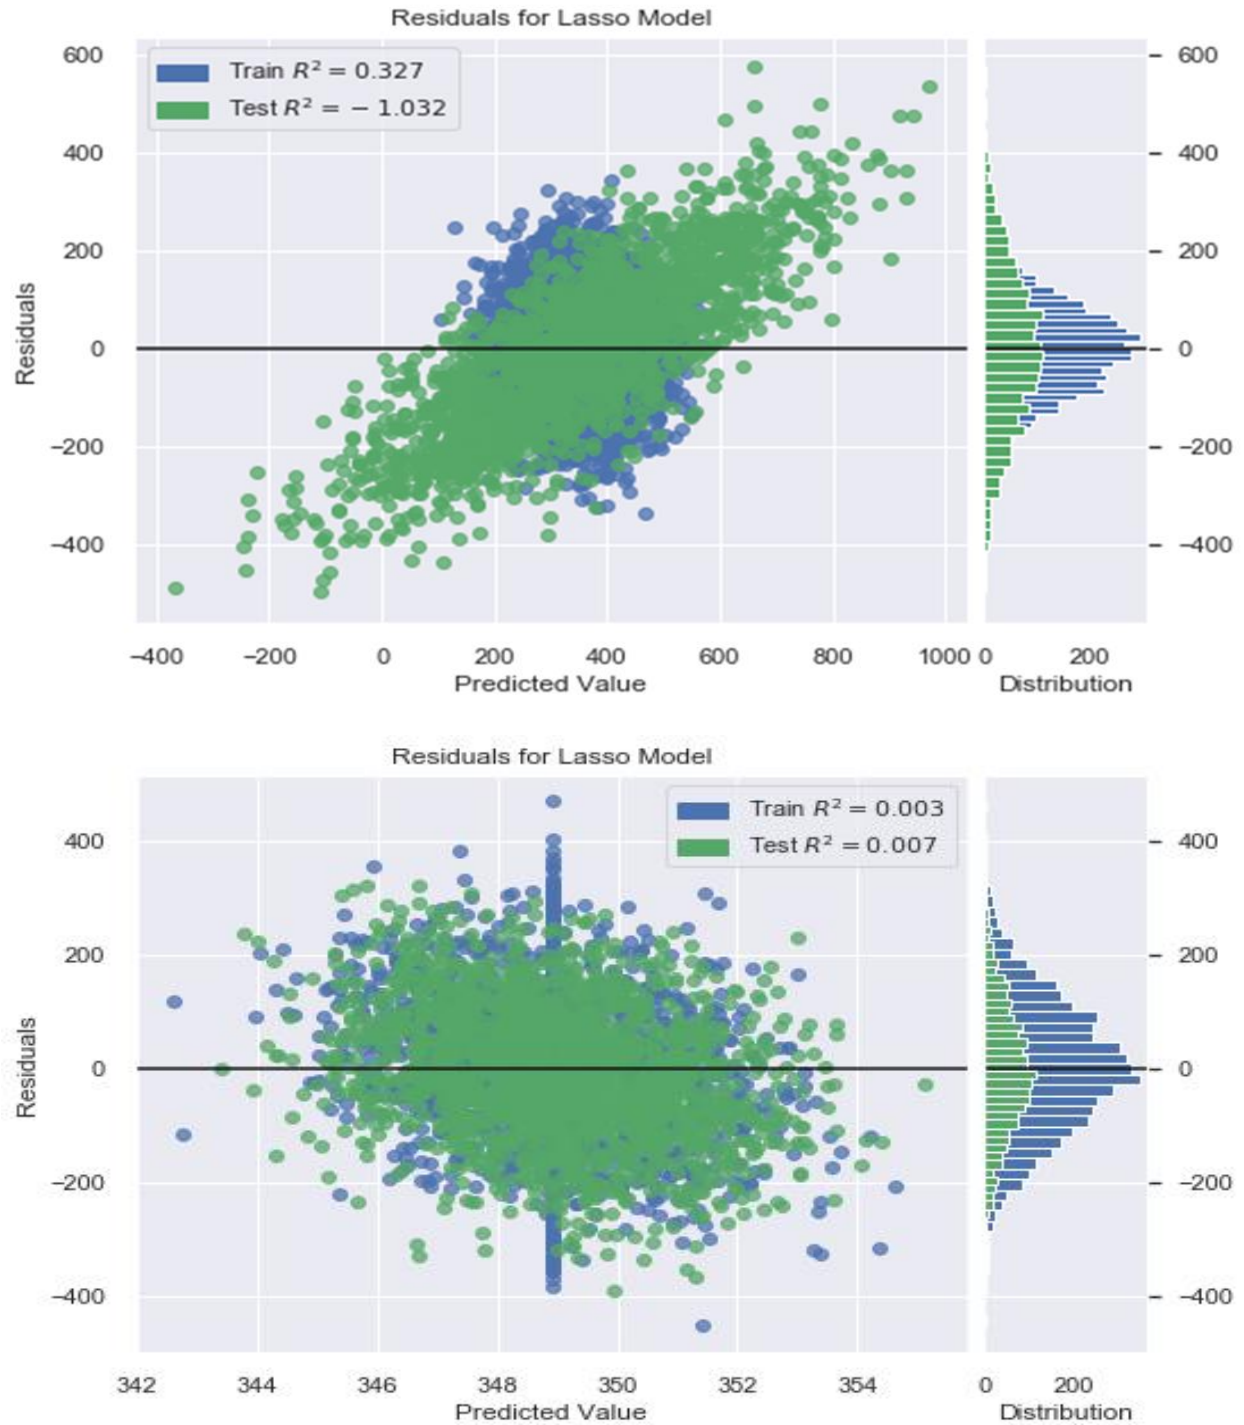 Residuals for Lasso Model
600
400
200
0
−200
−400
Residuals
Train R² = 0.327
Test R² = − 1.032
600
400
200
0
−200
−400
−400 −200 0 200 400 600 800 1000 0 200
Predicted Value Distribution
Residuals for Lasso Model
400
200
0
−200
−400
Residuals
Train R² = 0.003
Test R² = 0.007
400
200
0
−200
−400
342 344 346 348 350 352 354 0 200
Predicted Value Distribution